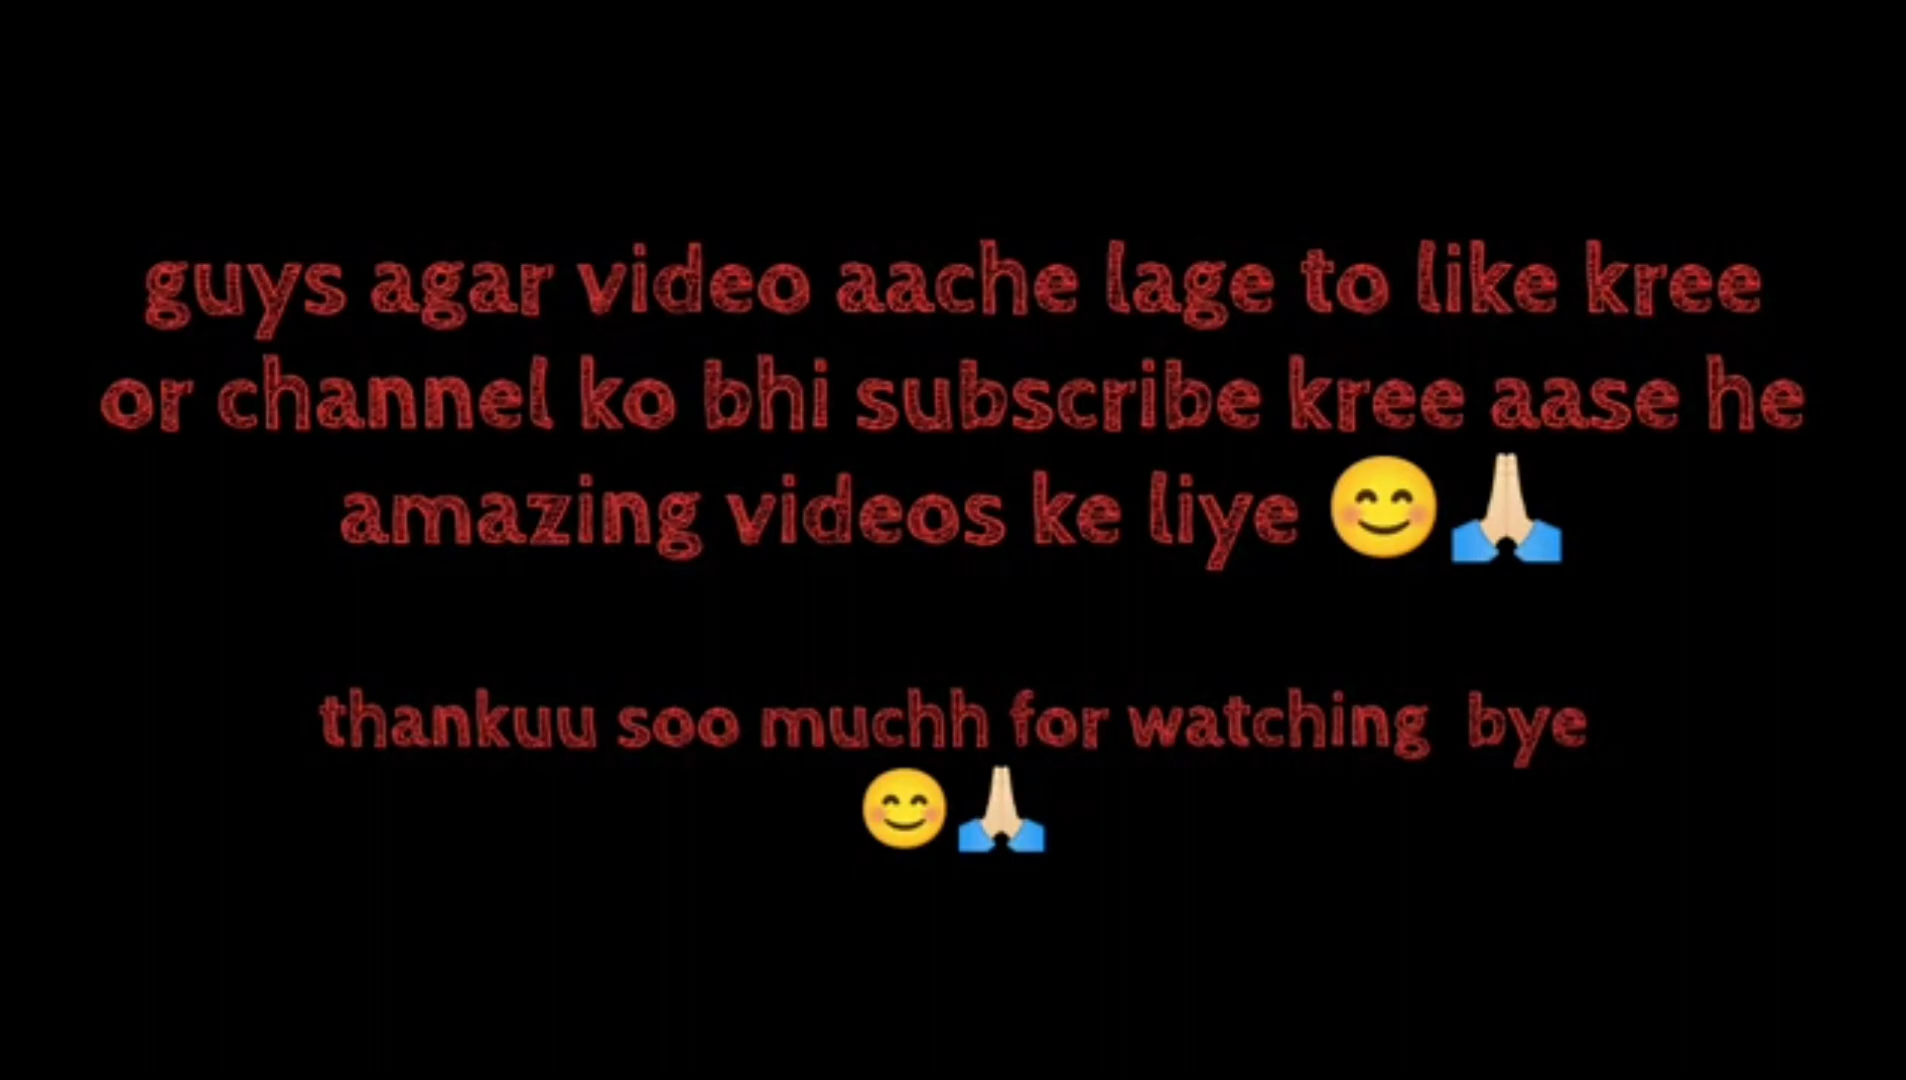 guys agar video aache lage to like kree
or channel ko bhi subscribe kree aase he
amazing videos ke liye 😊🙏🏻
thankuu soo muchh for watching  bye
😊🙏🏻